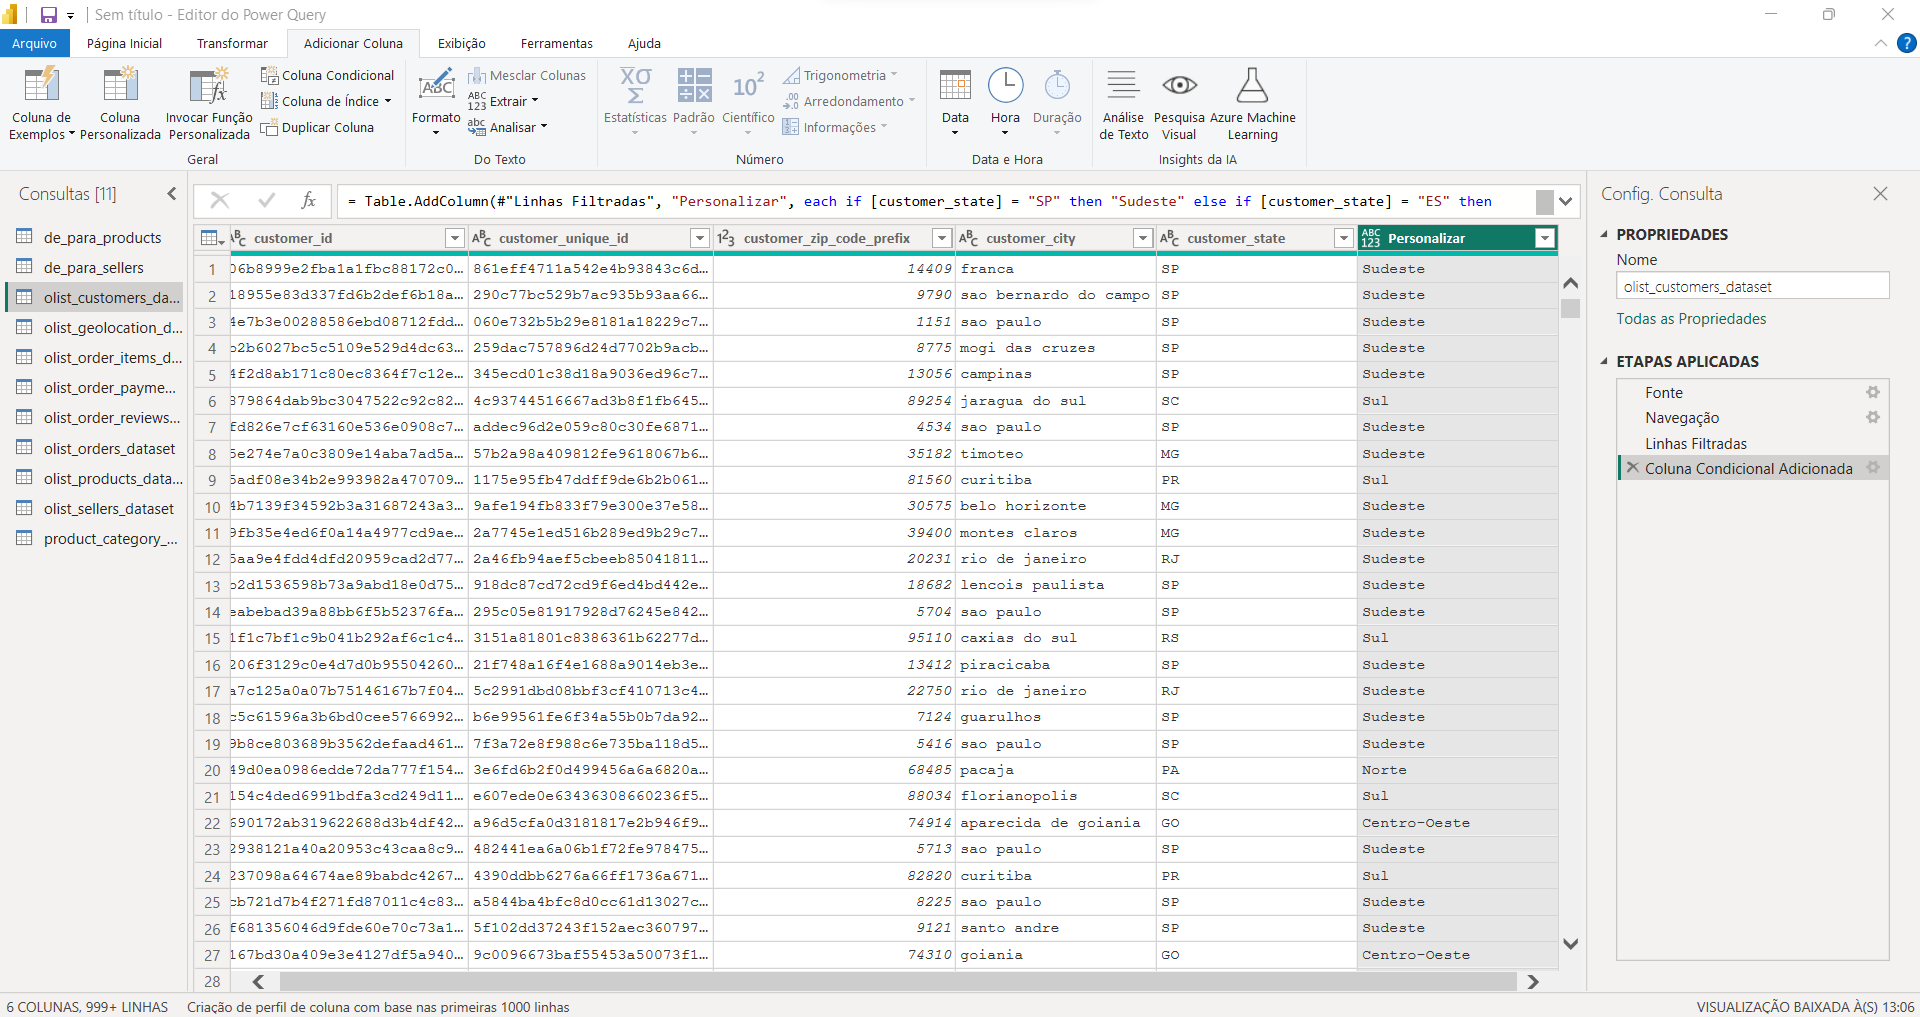 Sem título - Editor do Power Query
Arquivo Página Inicial Transformar Adicionar Coluna Exibição Ferramentas Ajuda
Coluna de Exemplos
Coluna Personalizada
Invocar Função Personalizada
Coluna Condicional
Coluna de Índice
Duplicar Coluna
Geral
Formato
Mesclar Colunas
Extrair
Analisar
Do Texto
Estatísticas
Padrão
Científico
Trigonometria
Arredondamento
Informações
Número
Data
Hora
Duração
Data e Hora
Análise de Texto
Pesquisa Visual
Azure Machine Learning
Insights da IA
Consultas [11]
de_para_products
de_para_sellers
olist_customers_da...
olist_geolocation_d...
olist_order_items_d...
olist_order_payme...
olist_order_reviews...
olist_orders_dataset
olist_products_data...
olist_sellers_dataset
product_category_...
= Table.AddColumn(#"Linhas Filtradas", "Personalizar", each if [customer_state] = "SP" then "Sudeste" else if [customer_state] = "ES" then
customer_id customer_unique_id customer_zip_code_prefix customer_city customer_state Personalizar
1 06b8999e2fba1a1fbc88172c0... 861eff4711a542e4b93843c6d... 14409 franca SP Sudeste
2 18955e83d337fd6b2def6b18a... 290c77bc529b7ac935b93aa66... 9790 sao bernardo do campo SP Sudeste
3 4e7b3e00288586ebd08712fdd... 060e732b5b29e8181a18229c7... 1151 sao paulo SP Sudeste
4 b2b6027bc5c5109e529d4dc63... 259dac757896d24d7702b9acb... 8775 mogi das cruzes SP Sudeste
5 4f2d8ab171c80ec8364f7c12e... 345ecd01c38d18a9036ed96c7... 13056 campinas SP Sudeste
6 879864dab9bc3047522c92c82... 4c93744516667ad3b8f1fb645... 89254 jaragua do sul SC Sul
7 fd826e7cf63160e536e0908c7... addec96d2e059c80c30fe6871... 4534 sao paulo SP Sudeste
8 5e274e7a0c3809e14aba7ad5a... 57b2a98a409812fe9618067b6... 35182 timoteo MG Sudeste
9 5adf08e34b2e993982a470709... 1175e95fb47ddff9de6b2b061... 81560 curitiba PR Sul
10 4b7139f34592b3a31687243a3... 9afe194fb833f79e300e37e58... 30575 belo horizonte MG Sudeste
11 9fb35e4ed6f0a14a4977cd9ae... 2a7745e1ed516b289ed9b29c7... 39400 montes claros MG Sudeste
12 5aa9e4fdd4dfd20959cad2d77... 2a46fb94aef5cbeeb85041811... 20231 rio de janeiro RJ Sudeste
13 b2d1536598b73a9abd18e0d75... 918dc87cd72cd9f6ed4bd442e... 18682 lencois paulista SP Sudeste
14 eabebad39a88bb6f5b52376fa... 295c05e81917928d76245e842... 5704 sao paulo SP Sudeste
15 1f1c7bf1c9b041b292af6c1c4... 3151a81801c8386361b62277d... 95110 caxias do sul RS Sul
16 206f3129c0e4d7d0b95504260... 21f748a16f4e1688a9014eb3e... 13412 piracicaba SP Sudeste
17 a7c125a0a07b75146167b7f04... 5c2991dbd08bbf3cf410713c4... 22750 rio de janeiro RJ Sudeste
18 c5c61596a3b6bd0cee5766992... b6e99561fe6f34a55b0b7da92... 7124 guarulhos SP Sudeste
19 9b8ce803689b3562defaad461... 7f3a72e8f988c6e735ba118d5... 5416 sao paulo SP Sudeste
20 49d0ea0986edde72da777f154... 3e6fd6b2f0d499456a6a6820a... 68485 pacaja PA Norte
21 154c4ded6991bdfa3cd249d11... e607ede0e63436308660236f5... 88034 florianopolis SC Sul
22 690172ab319622688d3b4df42... a96d5cfa0d3181817e2b946f9... 74914 aparecida de goiania GO Centro-Oeste
23 2938121a40a20953c43caa8c9... 482441ea6a06b1f72fe978475... 5713 sao paulo SP Sudeste
24 237098a64674ae89babdc4267... 4390ddbb6276a66ff1736a671... 82820 curitiba PR Sul
25 cb721d7b4f271fd87011c4c83... a5844ba4bfc8d0cc61d13027c... 8225 sao paulo SP Sudeste
26 f681356046d9fde60e70c73a1... 5f102dd37243f152aec360797... 9121 santo andre SP Sudeste
27 167bd30a409e3e4127df5a940... 9c0096673baf55453a50073f1... 74310 goiania GO Centro-Oeste
28
Config. Consulta
PROPRIEDADES
Nome
olist_customers_dataset
Todas as Propriedades
ETAPAS APLICADAS
Fonte
Navegação
Linhas Filtradas
Coluna Condicional Adicionada
6 COLUNAS, 999+ LINHAS Criação de perfil de coluna com base nas primeiras 1000 linhas VISUALIZAÇÃO BAIXADA À(S) 13:06